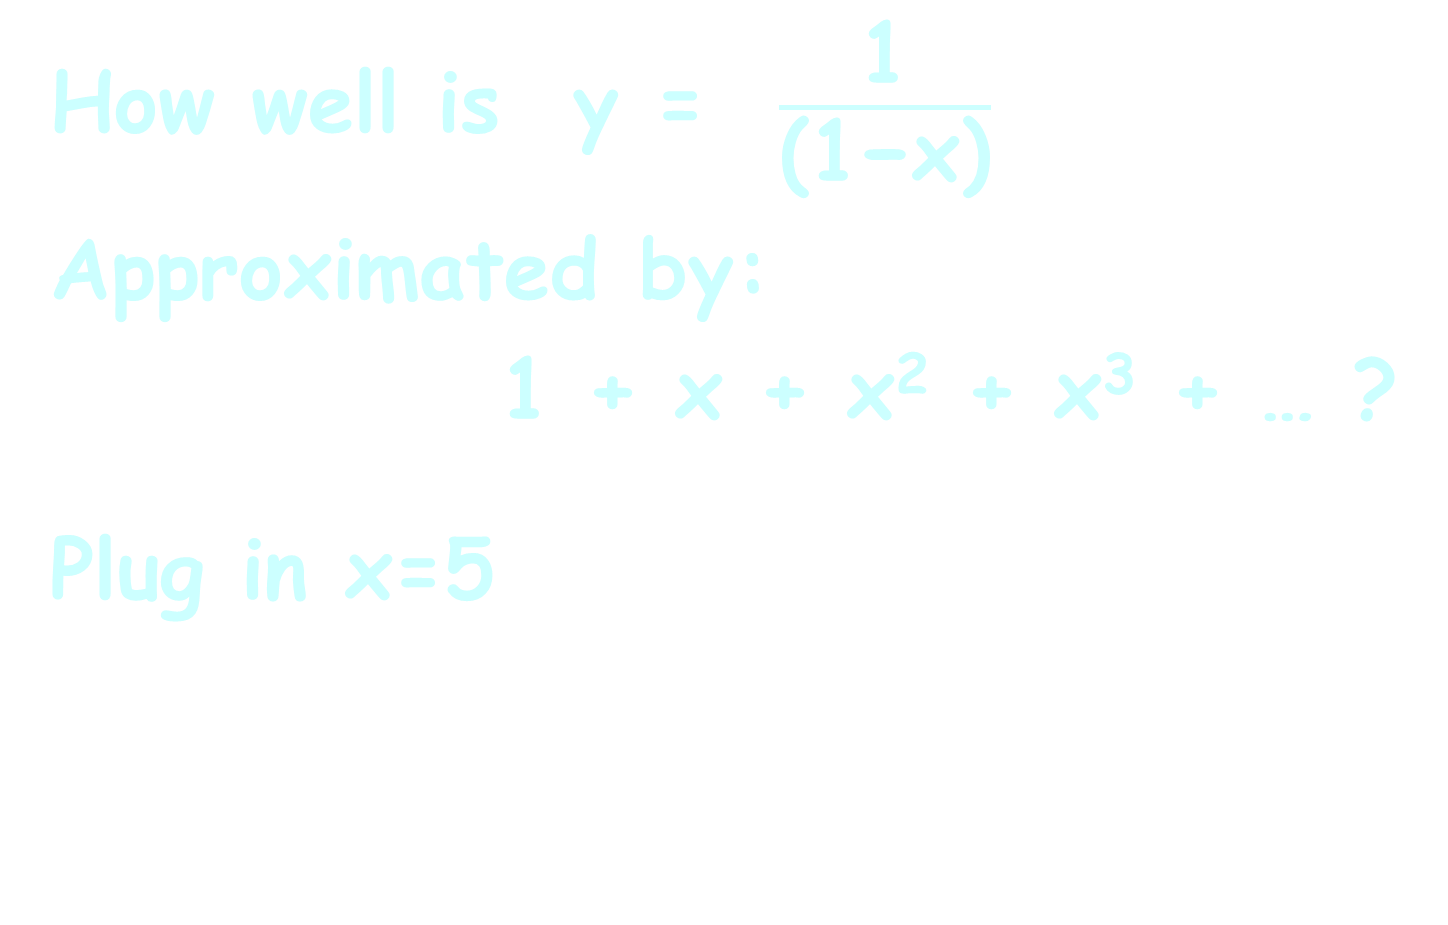 How well is y = 1/(1-x)
Approximated by:
1 + x + x² + x³ + … ?
Plug in x=5